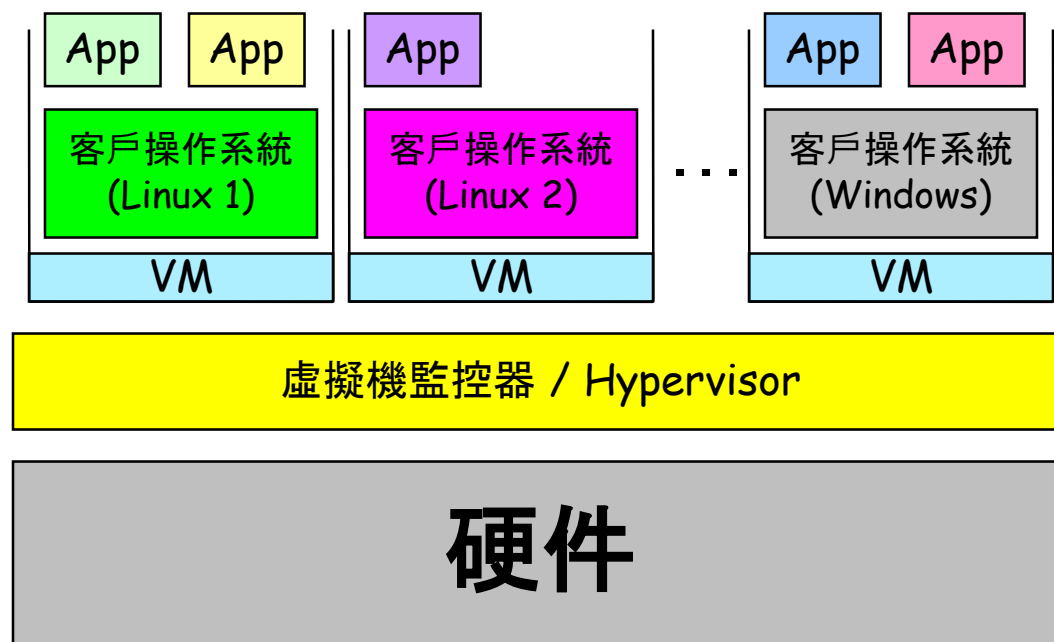 App
App
App
App
App
客戶操作系統
(Linux 1)
客戶操作系統
(Linux 2)
. . .
客戶操作系統
(Windows)
VM
VM
VM
虛擬機監控器 / Hypervisor
硬件